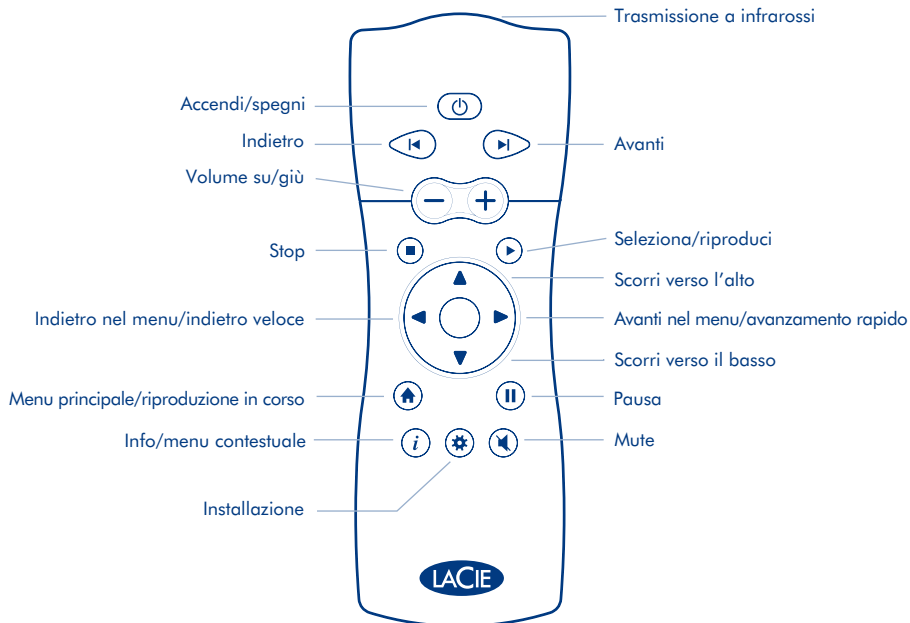 Trasmissione a infrarossi
Accendi/spegni
Indietro
Avanti
Volume su/giù
Stop
Seleziona/riproduci
Scorri verso l'alto
Indietro nel menu/indietro veloce
Avanti nel menu/avanzamento rapido
Scorri verso il basso
Menu principale/riproduzione in corso
Pausa
Info/menu contestuale
i
Mute
Installazione
LACIE